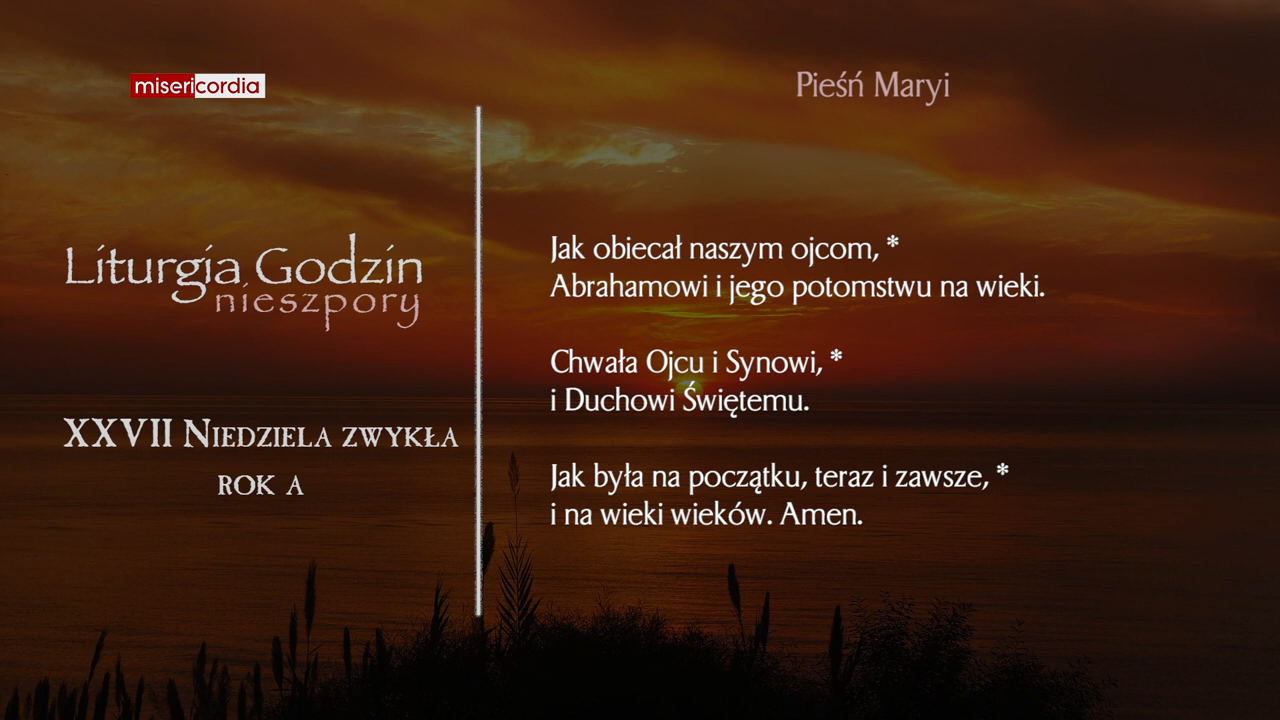 misericordia
Liturgia Godzin
nieszpory
XXVII Niedziela zwykła
rok A
Pieśń Maryi
Jak obiecał naszym ojcom, *
Abrahamowi i jego potomstwu na wieki.
Chwała Ojcu i Synowi, *
i Duchowi Świętemu.
Jak była na początku, teraz i zawsze, *
i na wieki wieków. Amen.